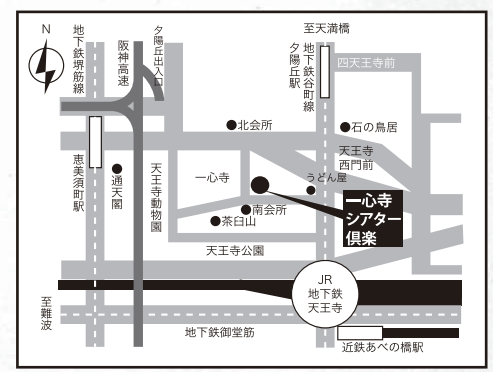 N
地下鉄堺筋線
阪神高速
夕陽丘出入口
至天満橋
地下鉄谷町線
夕陽丘駅
四天王寺前
北会所
石の鳥居
天王寺
西門前
恵美須町駅
通天閣
天王寺動物園
一心寺
うどん屋
南会所
茶臼山
一心寺
シアター
倶楽
天王寺公園
JR
地下鉄
天王寺
至難波
地下鉄御堂筋
近鉄あべの橋駅